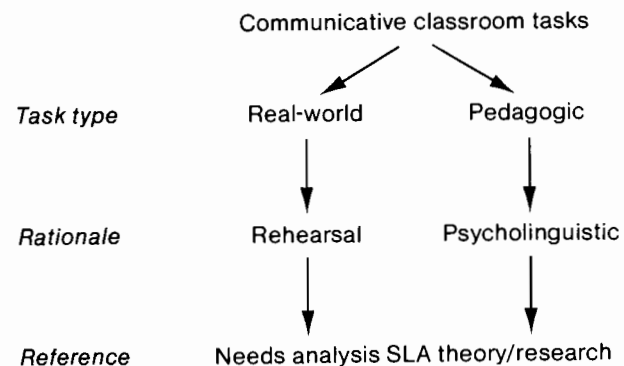 Communicative classroom tasks
Task type Real-world Pedagogic
Rationale Rehearsal Psycholinguistic
Reference Needs analysis SLA theory/research